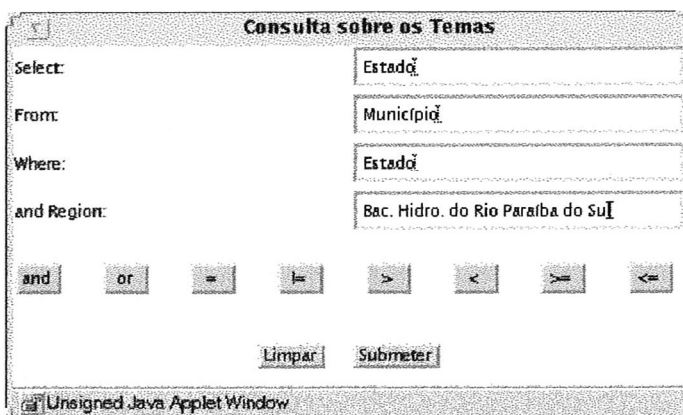 Consulta sobre os Temas
Select: Estado
From: Município
Where: Estado
and Region: Bac. Hidro. do Rio Paraíba do Sul
and or = != > < >= <=
Limpar Submeter
Unsigned Java Applet Window